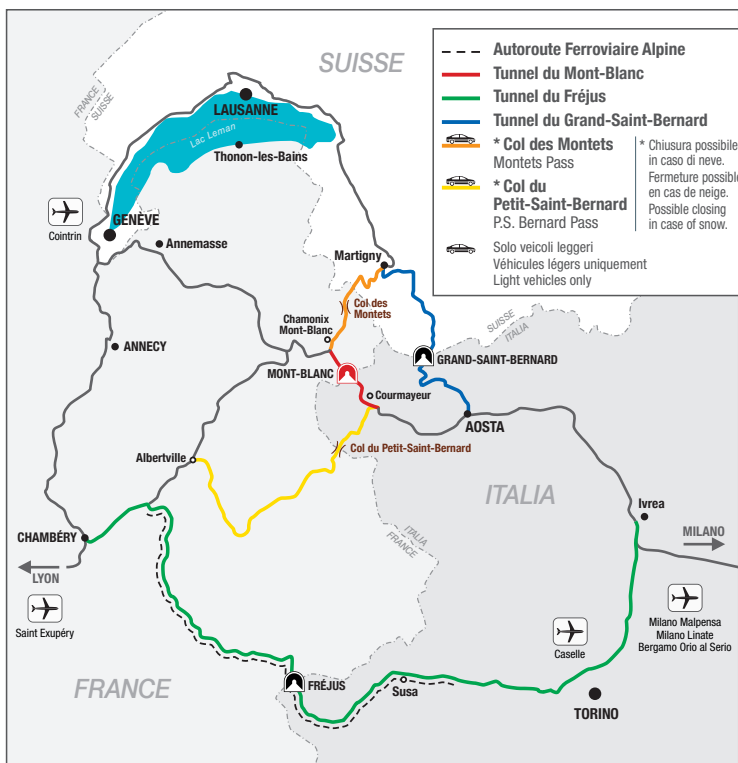 SUISSE
Autoroute Ferroviaire Alpine
Tunnel du Mont-Blanc
Tunnel du Fréjus
Tunnel du Grand-Saint-Bernard
* Col des Montets
Montets Pass
* Col du
Petit-Saint-Bernard
P.S. Bernard Pass
* Chiusura possibile
in caso di neve.
Fermeture possible
en cas de neige.
Possible closing
in case of snow.
Solo veicoli leggeri
Véhicules légers uniquement
Light vehicles only
FRANCE
SUISSE
LAUSANNE
Lac Leman
Thonon-les-Bains
GENÈVE
Cointrin
Annemasse
Martigny
Col des
Montets
Chamonix
Mont-Blanc
SUISSE
ITALIA
ANNECY
MONT-BLANC
GRAND-SAINT-BERNARD
Courmayeur
AOSTA
Albertville
Col du Petit-Saint-Bernard
ITALIA
Ivrea
ITALIA
FRANCE
CHAMBÉRY
MILANO
LYON
Saint Exupéry
Milano Malpensa
Milano Linate
Bergamo Orio al Serio
Caselle
FRANCE
FRÉJUS
Susa
TORINO